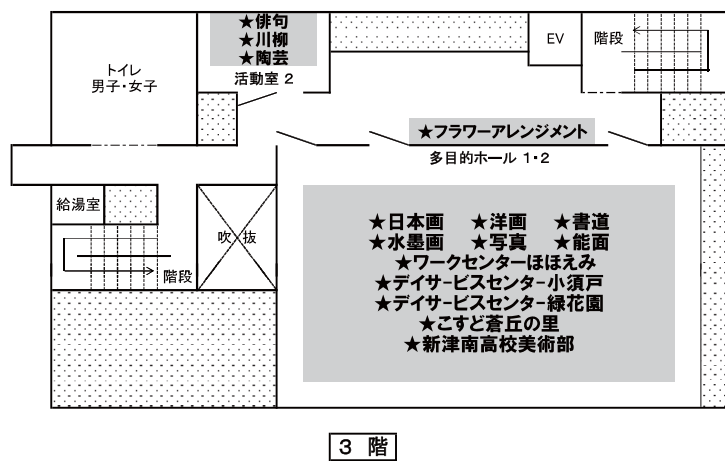 ★俳句
★川柳
★陶芸
活動室 2
トイレ
男子・女子
EV
階段
★フラワーアレンジメント
多目的ホール 1・2
給湯室
吹 抜
階段
★日本画 ★洋画 ★書道
★水墨画 ★写真 ★能面
★ワークセンターほほえみ
★デイサービスセンター小須戸
★デイサービスセンター緑花園
★こすど蒼丘の里
★新津南高校美術部
3 階